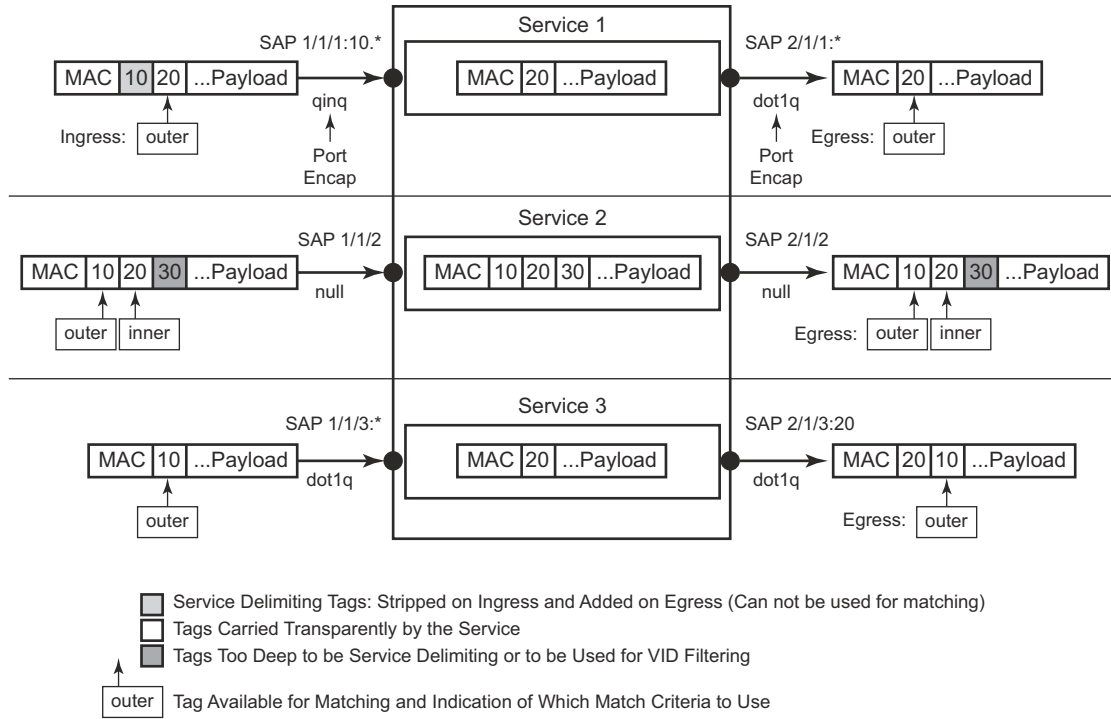 Service 1
SAP 1/1/1:10.*
SAP 2/1/1:*
MAC 10 20 ...Payload
MAC 20 ...Payload
MAC 20 ...Payload
qinq
dot1q
Ingress: outer
Port
Encap
Port
Encap
Egress: outer
Service 2
SAP 1/1/2
SAP 2/1/2
MAC 10 20 30 ...Payload
MAC 10 20 30 ...Payload
MAC 10 20 30 ...Payload
null
null
outer inner
Egress: outer inner
Service 3
SAP 1/1/3:*
SAP 2/1/3:20
MAC 10 ...Payload
MAC 20 ...Payload
MAC 20 10 ...Payload
dot1q
dot1q
outer
Egress: outer
Service Delimiting Tags: Stripped on Ingress and Added on Egress (Can not be used for matching)
Tags Carried Transparently by the Service
Tags Too Deep to be Service Delimiting or to be Used for VID Filtering
outer Tag Available for Matching and Indication of Which Match Criteria to Use